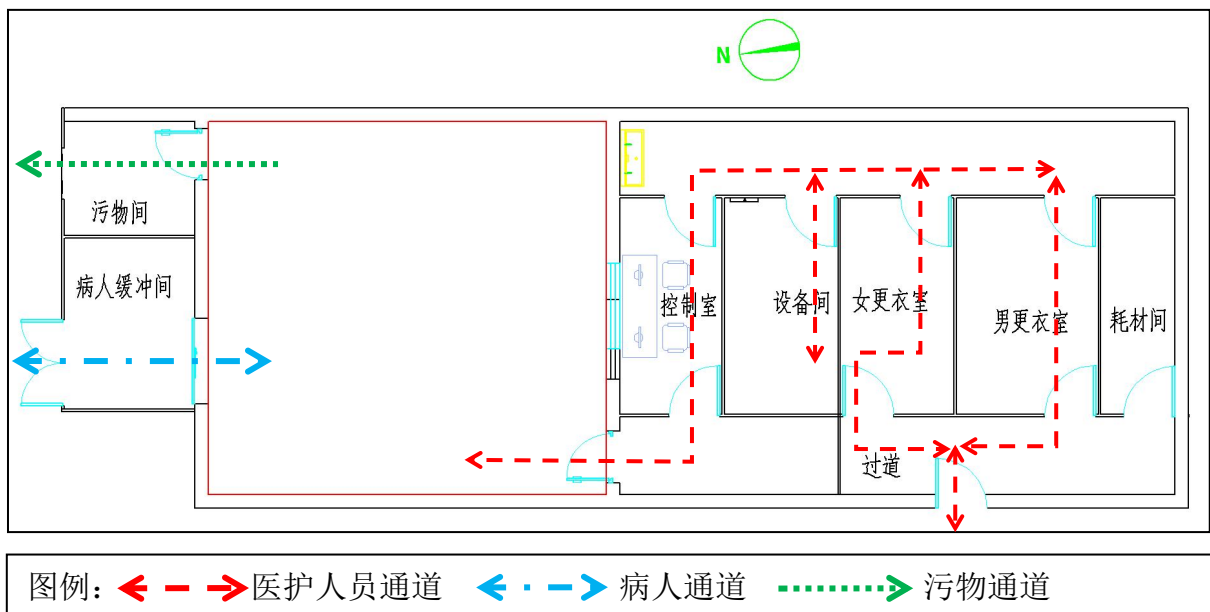 N
污物间
病人缓冲间
控制室
设备间
女更衣室
男更衣室
耗材间
过道
图例: 医护人员通道 病人通道 污物通道